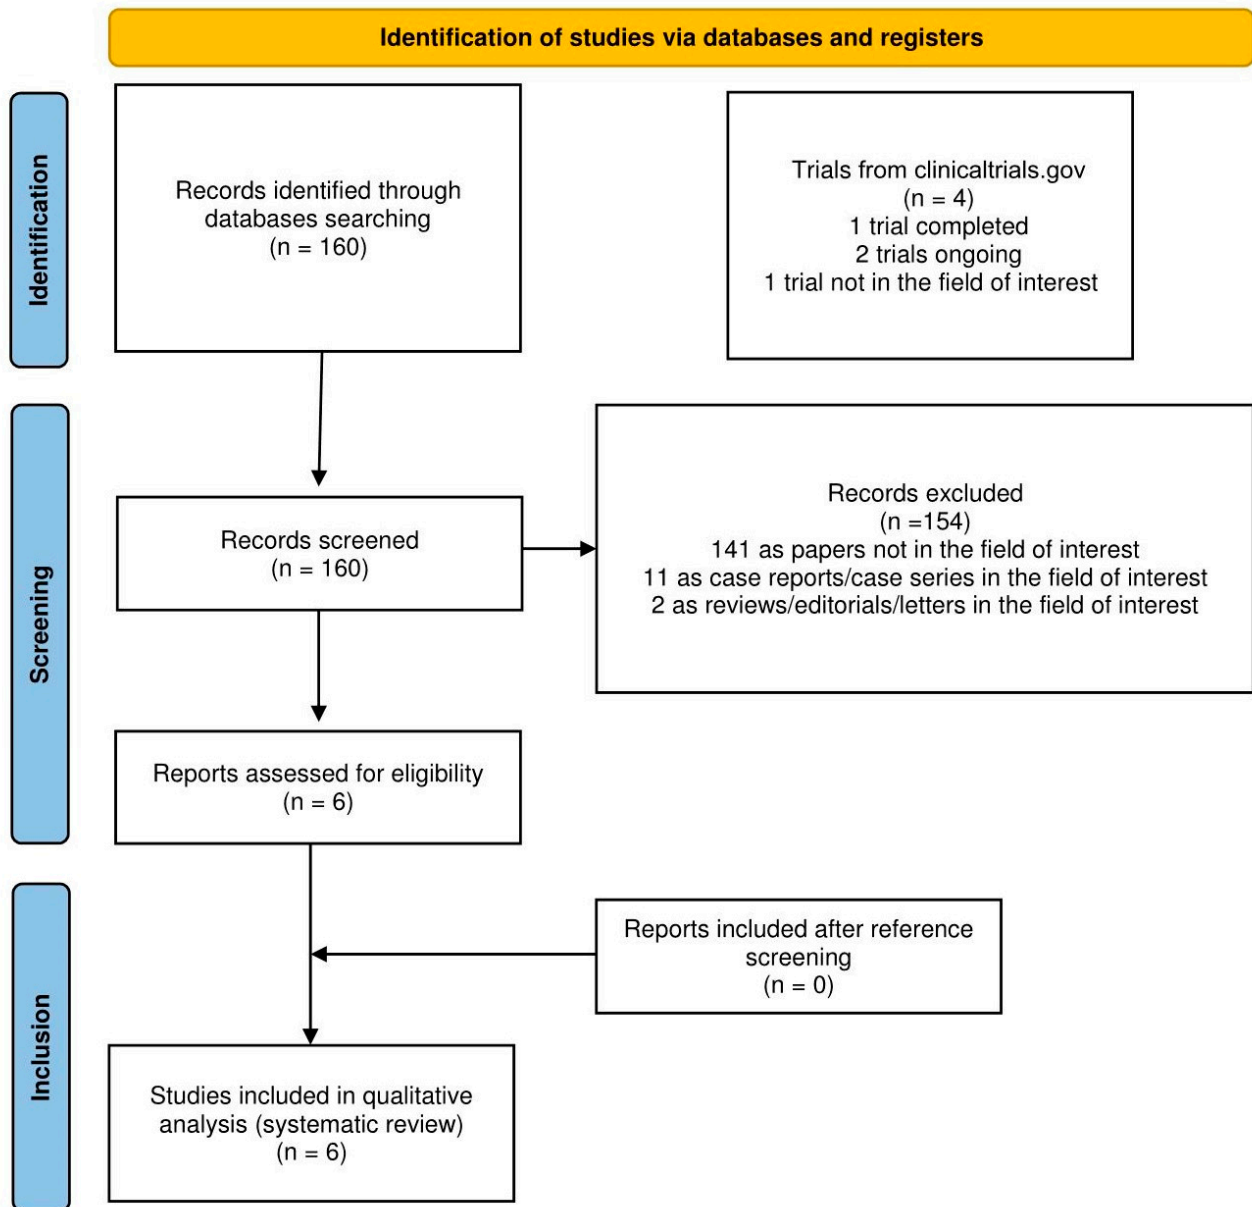 Identification of studies via databases and registers
Identification
Records identified through
databases searching
(n = 160)
Trials from clinicaltrials.gov
(n = 4)
1 trial completed
2 trials ongoing
1 trial not in the field of interest
Screening
Records screened
(n = 160)
Records excluded
(n =154)
141 as papers not in the field of interest
11 as case reports/case series in the field of interest
2 as reviews/editorials/letters in the field of interest
Reports assessed for eligibility
(n = 6)
Inclusion
Reports included after reference
screening
(n = 0)
Studies included in qualitative
analysis (systematic review)
(n = 6)